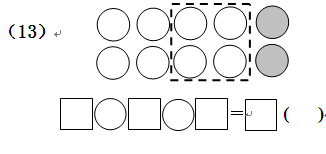 （13）
=（ ）